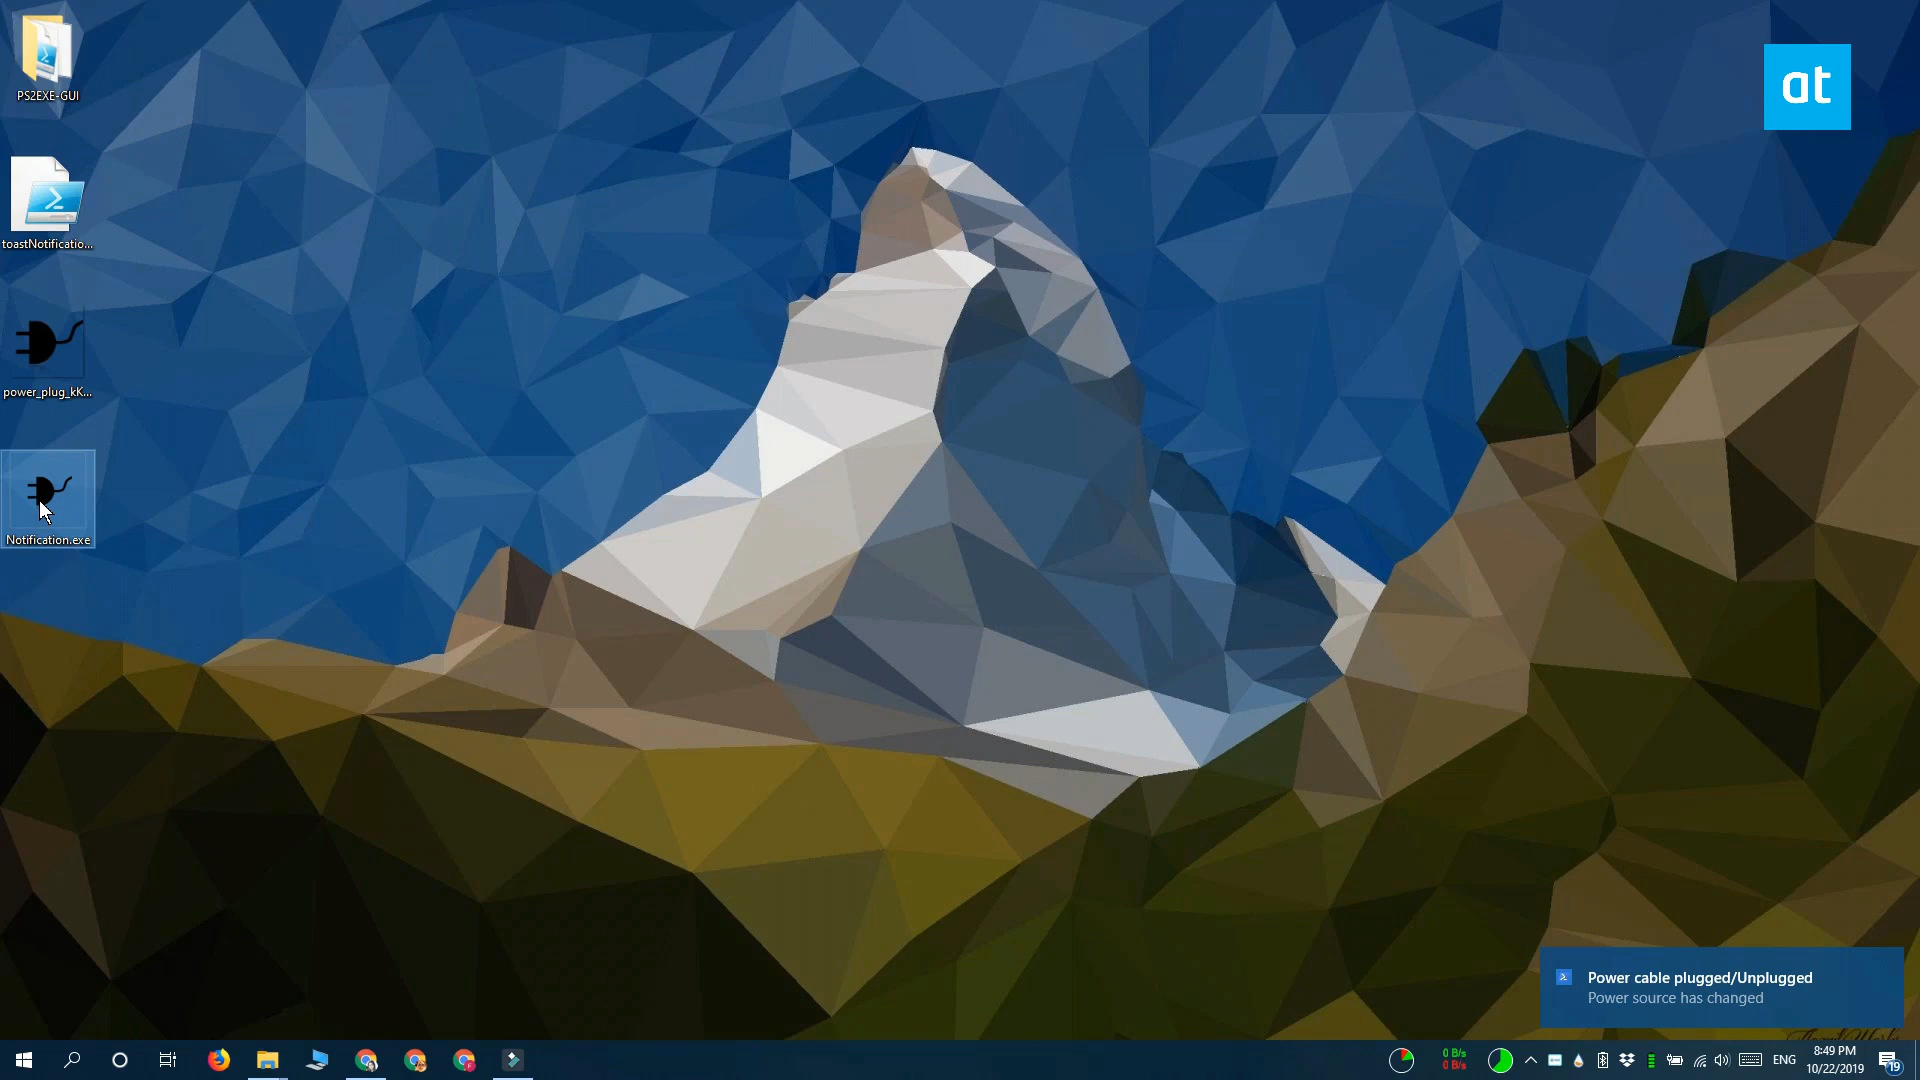 PS2EXE-GUI
at
toastNotificatio...
power_plug_kK...
Notification.exe
Power cable plugged/Unplugged
Power source has changed
0 B/s
0 B/s
ENG
8:49 PM
10/22/2019
19